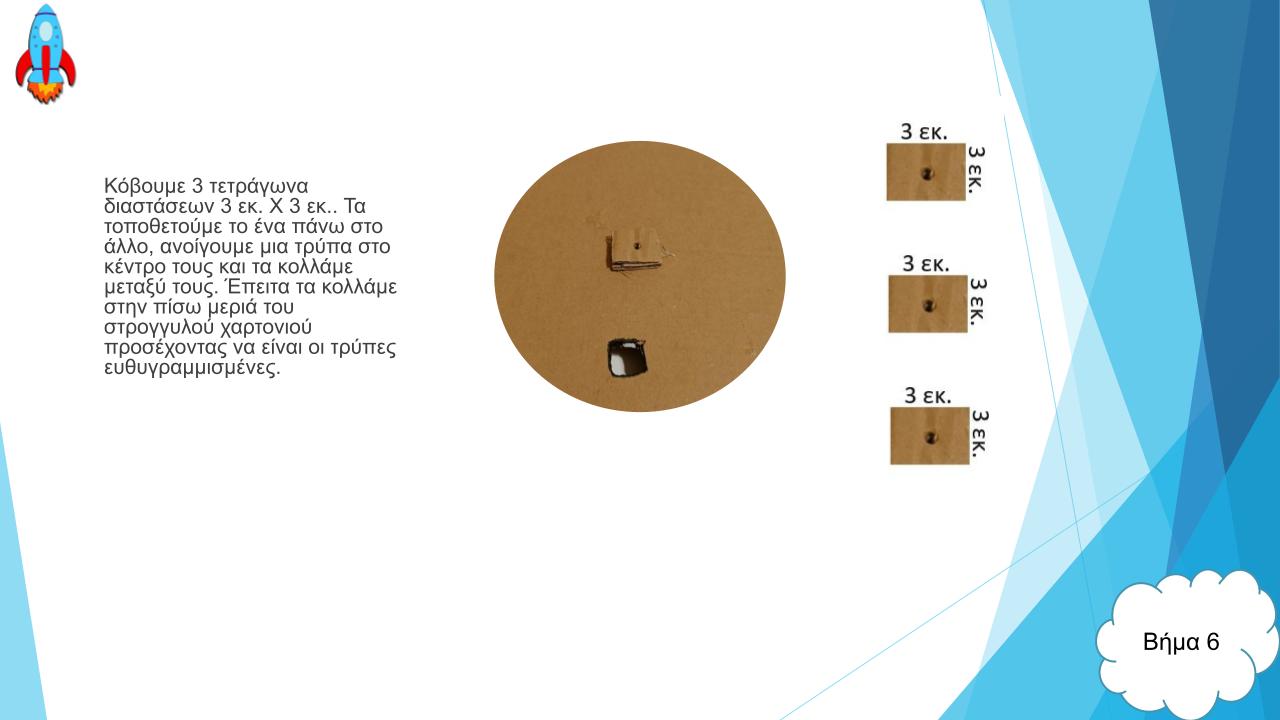 Κόβουμε 3 τετράγωνα
διαστάσεων 3 εκ. Χ 3 εκ.. Τα
τοποθετούμε το ένα πάνω στο
άλλο, ανοίγουμε μια τρύπα στο
κέντρο τους και τα κολλάμε
μεταξύ τους. Έπειτα τα κολλάμε
στην πίσω μεριά του
στρογγυλού χαρτονιού
προσέχοντας να είναι οι τρύπες
ευθυγραμμισμένες.
3 εκ.
3 εκ.
3 εκ.
3 εκ.
3 εκ.
3 εκ.
Βήμα 6